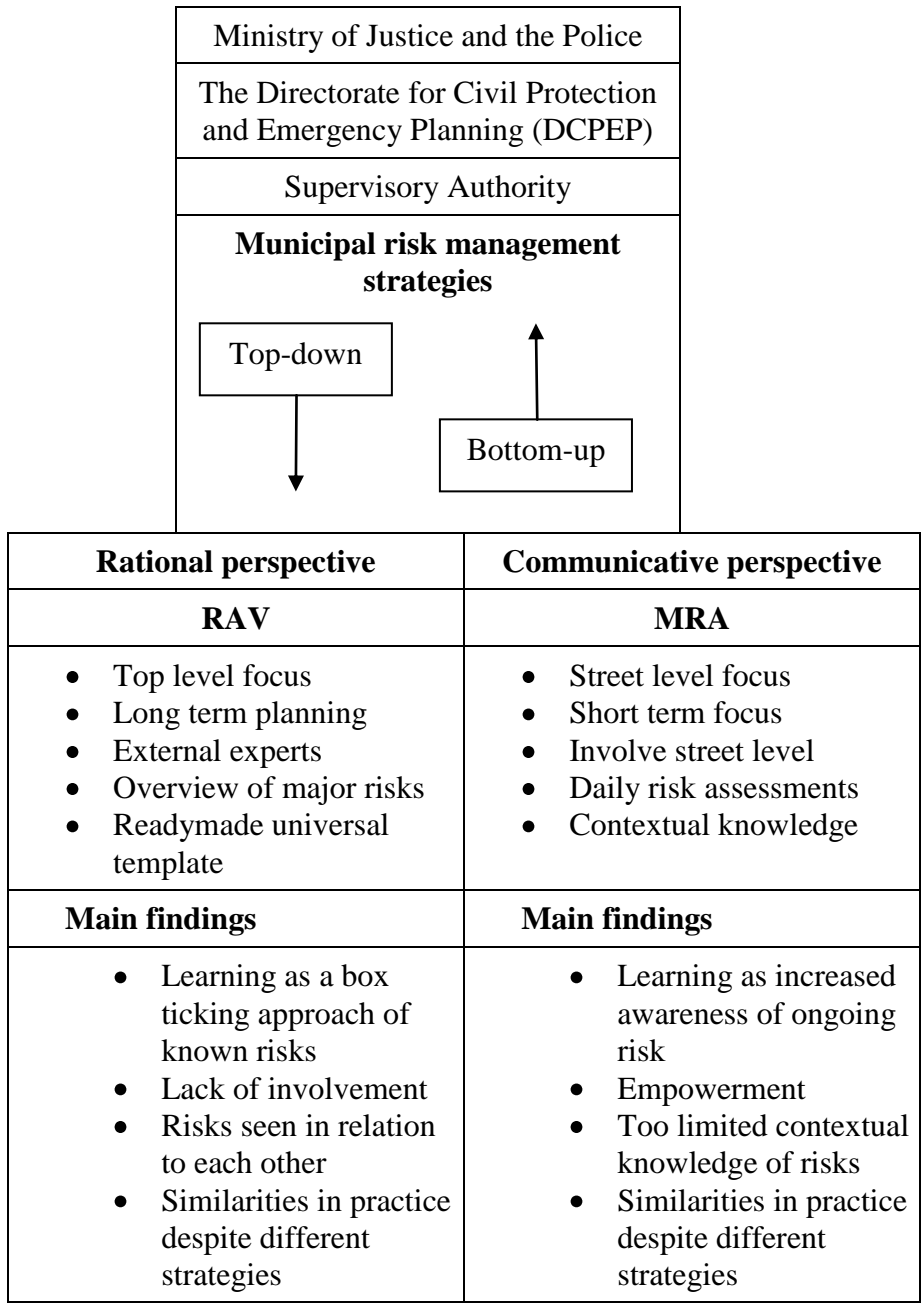 Ministry of Justice and the Police
The Directorate for Civil Protection
and Emergency Planning (DCPEP)
Supervisory Authority
Municipal risk management
strategies
Top-down
Bottom-up
Rational perspective
Communicative perspective
RAV
MRA
• Top level focus
• Long term planning
• External experts
• Overview of major risks
• Readymade universal
template
• Street level focus
• Short term focus
• Involve street level
• Daily risk assessments
• Contextual knowledge
Main findings
Main findings
• Learning as a box
ticking approach of
known risks
• Lack of involvement
• Risks seen in relation
to each other
• Similarities in practice
despite different
strategies
• Learning as increased
awareness of ongoing
risk
• Empowerment
• Too limited contextual
knowledge of risks
• Similarities in practice
despite different
strategies